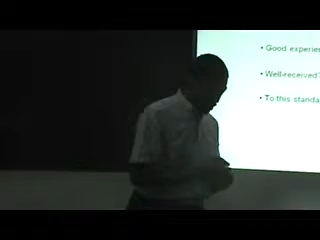 • Good experien
• Well-received?
• To this standa